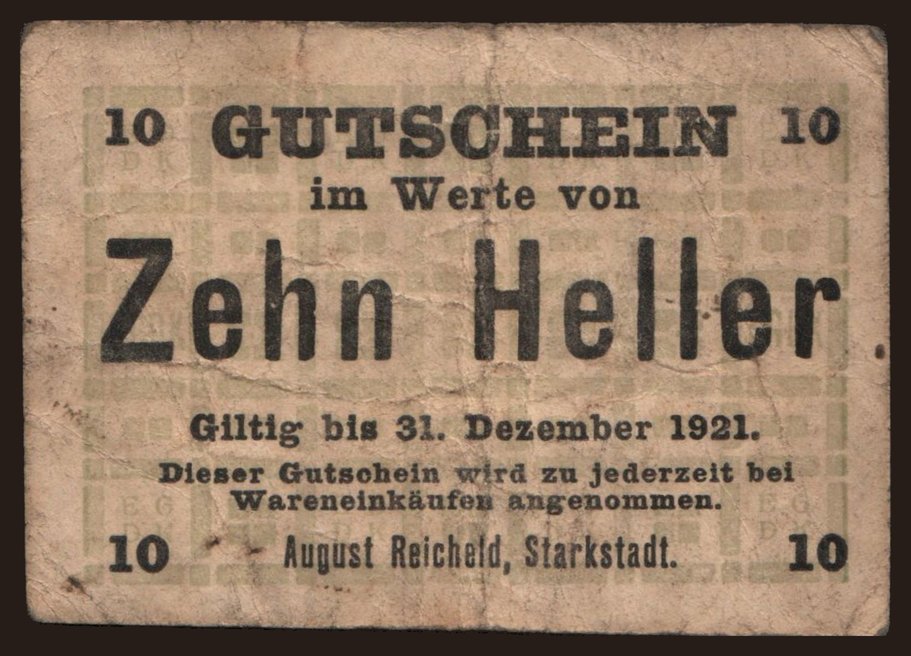 10 GUTSCHEIN 10
im Werte von
Zehn Heller
Giltig bis 31. Dezember 1921.
Dieser Gutschein wird zu jederzeit bei
Wareneinkäufen angenommen.
10 August Reicheld, Starkstadt. 10